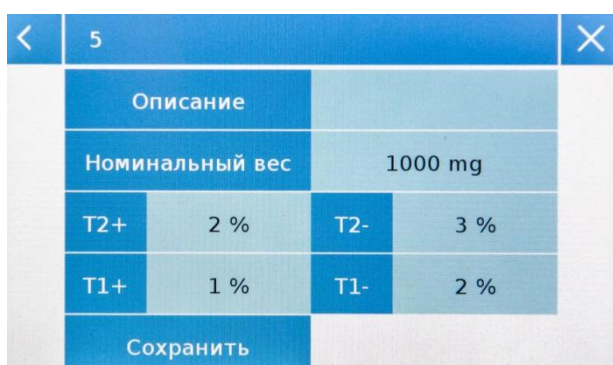 5
Описание
Номинальный вес 1000 mg
T2+ 2 % T2- 3 %
T1+ 1 % T1- 2 %
Сохранить